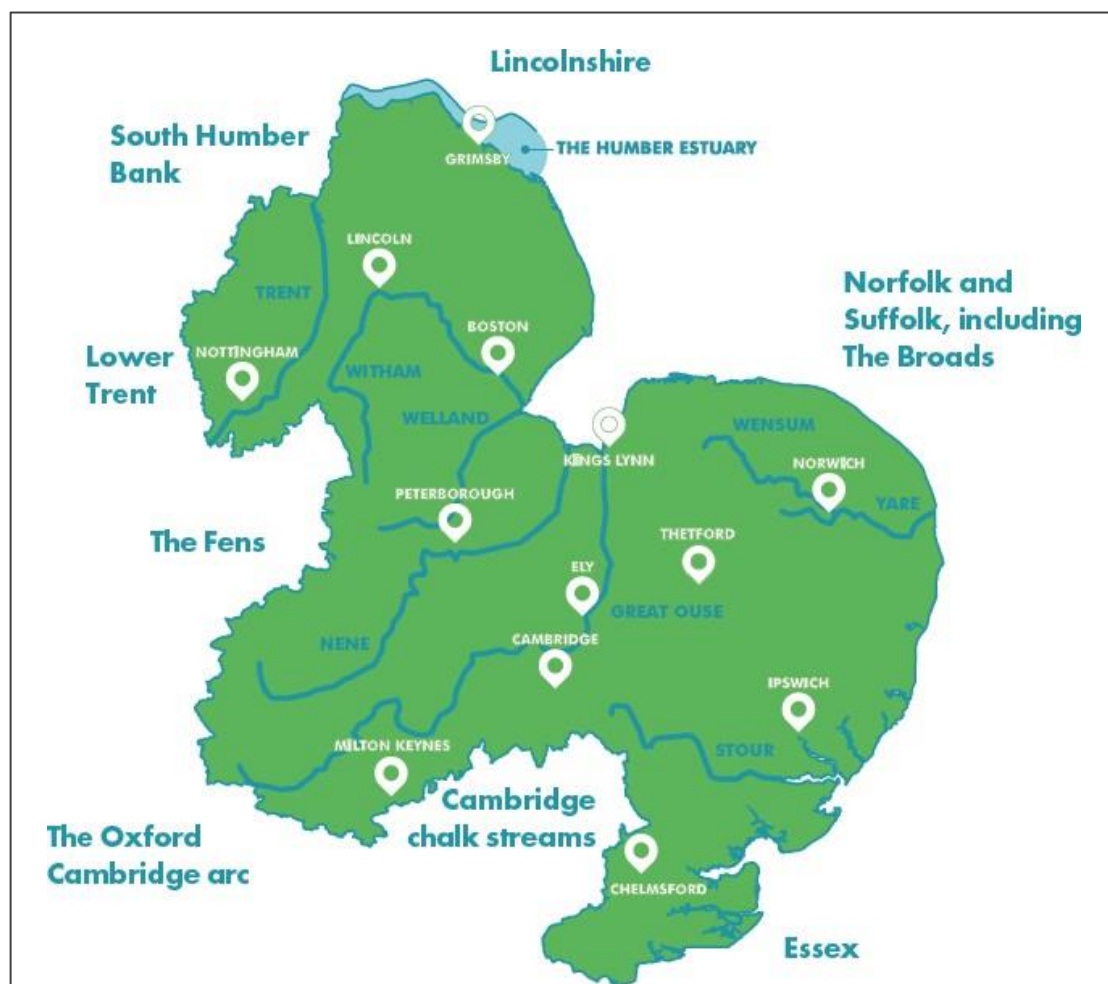 Lincolnshire
South Humber
Bank
THE HUMBER ESTUARY
GRIMSBY
LINCOLN
TRENT
Norfolk and
Suffolk, including
The Broads
BOSTON
Lower
Trent
NOTTINGHAM
WITHAM
WELLAND
WENSUM
KINGS LYNN
NORWICH
PETERBOROUGH
YARE
The Fens
THETFORD
ELY
GREAT OUSE
NENE
CAMBRIDGE
IPSWICH
MILTON KEYNES
STOUR
Cambridge
chalk streams
The Oxford
Cambridge arc
CHELMSFORD
Essex